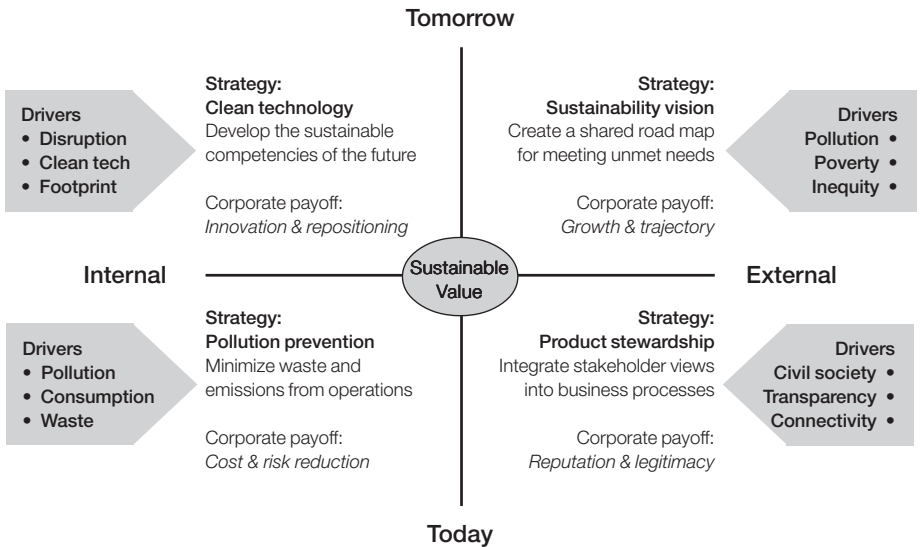 Tomorrow
Drivers
• Disruption
• Clean tech
• Footprint
Strategy:
Clean technology
Develop the sustainable
competencies of the future
Corporate payoff:
Innovation & repositioning
Strategy:
Sustainability vision
Create a shared road map
for meeting unmet needs
Corporate payoff:
Growth & trajectory
Drivers
Pollution •
Poverty •
Inequity •
Internal
Sustainable
Value
External
Drivers
• Pollution
• Consumption
• Waste
Strategy:
Pollution prevention
Minimize waste and
emissions from operations
Corporate payoff:
Cost & risk reduction
Strategy:
Product stewardship
Integrate stakeholder views
into business processes
Corporate payoff:
Reputation & legitimacy
Drivers
Civil society •
Transparency •
Connectivity •
Today